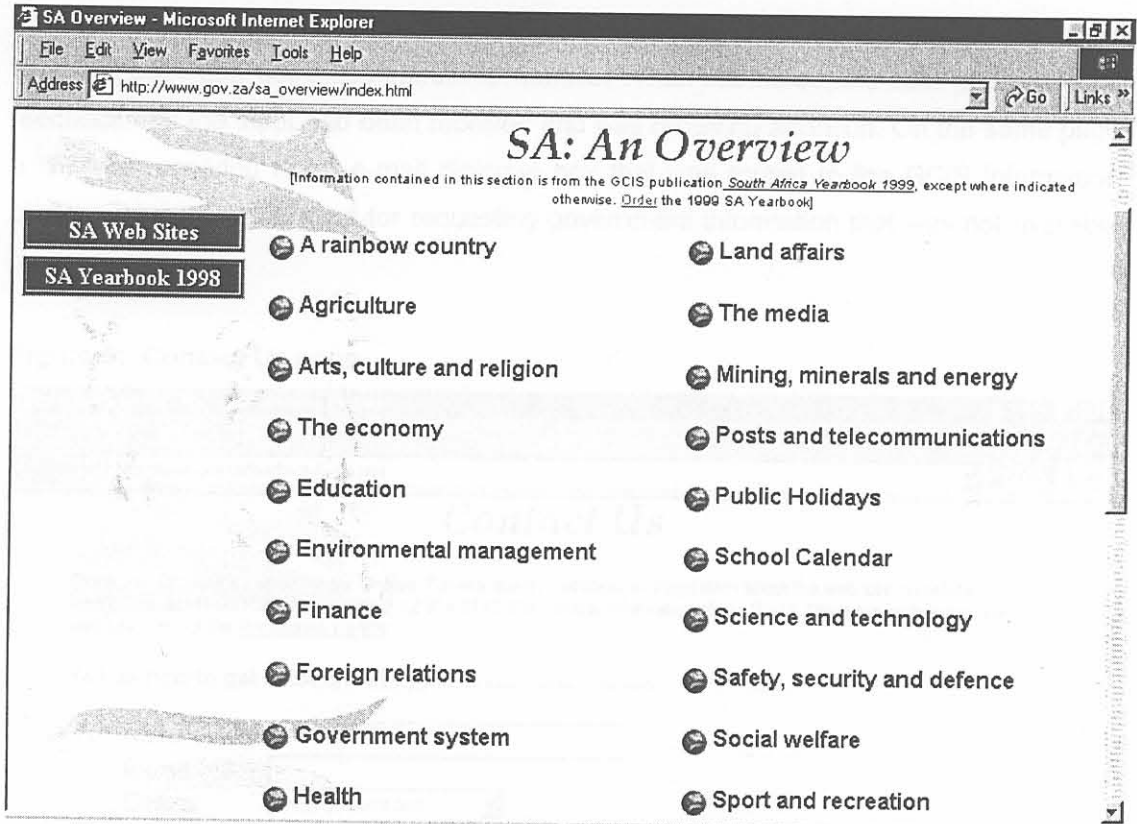 SA Overview - Microsoft Internet Explorer
File Edit View Favorites Tools Help
Address http://www.gov.za/sa_overview/index.html Go Links »
SA: An Overview
[Information contained in this section is from the GCIS publication South Africa Yearbook 1999, except where indicated
otherwise. Order the 1999 SA Yearbook]
SA Web Sites
SA Yearbook 1998
A rainbow country
Agriculture
Arts, culture and religion
The economy
Education
Environmental management
Finance
Foreign relations
Government system
Health
Land affairs
The media
Mining, minerals and energy
Posts and telecommunications
Public Holidays
School Calendar
Science and technology
Safety, security and defence
Social welfare
Sport and recreation
Contact Us